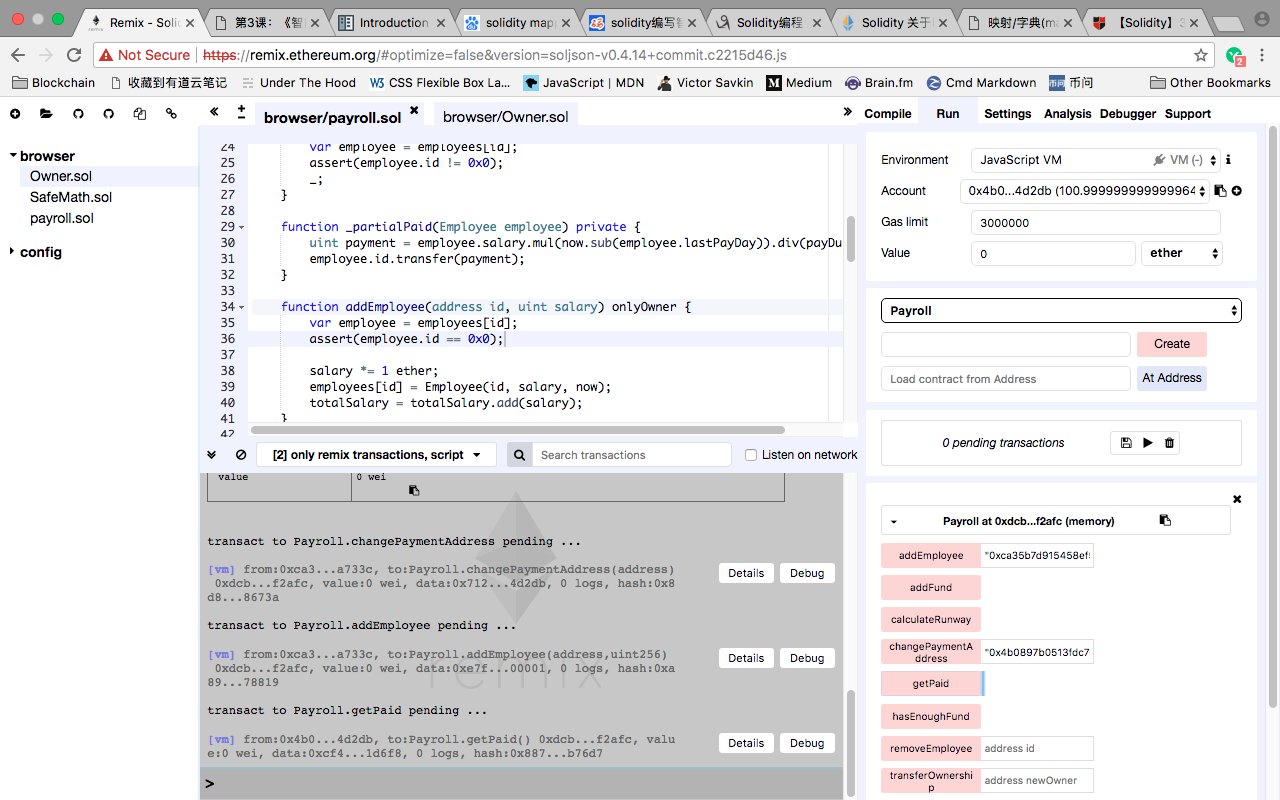 Remix - Solic
第3课：《智
Introduction
solidity mapp
solidity编写智
Solidity编程
Solidity 关于
映射/字典(ma
【Solidity】3
Not Secure
https://remix.ethereum.org/#optimize=false&version=soljson-v0.4.14+commit.c2215d46.js
2
Blockchain
收藏到有道云笔记
Under The Hood
CSS Flexible Box La...
JavaScript | MDN
Victor Savkin
Medium
Brain.fm
Cmd Markdown
币问
Other Bookmarks
browser/payroll.sol
browser/Owner.sol
Compile
Run
Settings
Analysis
Debugger
Support
browser
Owner.sol
SafeMath.sol
payroll.sol
config
24 var employee = employees[id];
25 assert(employee.id != 0x0);
26 _;
27 }
28
29 function _partialPaid(Employee employee) private {
30 uint payment = employee.salary.mul(now.sub(employee.lastPayDay)).div(payDu
31 employee.id.transfer(payment);
32 }
33
34 function addEmployee(address id, uint salary) onlyOwner {
35 var employee = employees[id];
36 assert(employee.id == 0x0);
37
38 salary *= 1 ether;
39 employees[id] = Employee(id, salary, now);
40 totalSalary = totalSalary.add(salary);
41 }
42
[2] only remix transactions, script
Search transactions
Listen on network
value
0 wei
transact to Payroll.changePaymentAddress pending ...
[vm] from:0xca3...a733c, to:Payroll.changePaymentAddress(address)
0xdcb...f2afc, value:0 wei, data:0x712...4d2db, 0 logs, hash:0x8
d8...8673a
Details
Debug
transact to Payroll.addEmployee pending ...
[vm] from:0xca3...a733c, to:Payroll.addEmployee(address,uint256)
0xdcb...f2afc, value:0 wei, data:0xe7f...00001, 0 logs, hash:0xa
89...78819
Details
Debug
remix
transact to Payroll.getPaid pending ...
[vm] from:0x4b0...4d2db, to:Payroll.getPaid() 0xdcb...f2afc, valu
e:0 wei, data:0xcf4...1d6f8, 0 logs, hash:0x887...b76d7
Details
Debug
>
Environment
JavaScript VM
VM (-)
Account
0x4b0...4d2db (100.999999999999964
Gas limit
3000000
Value
0
ether
Payroll
Create
Load contract from Address
At Address
0 pending transactions
Payroll at 0xdcb...f2afc (memory)
addEmployee
"0xca35b7d915458ef
addFund
calculateRunway
changePaymentA
ddress
"0x4b0897b0513fdc7
getPaid
hasEnoughFund
removeEmployee
address id
transferOwnershi
p
address newOwner